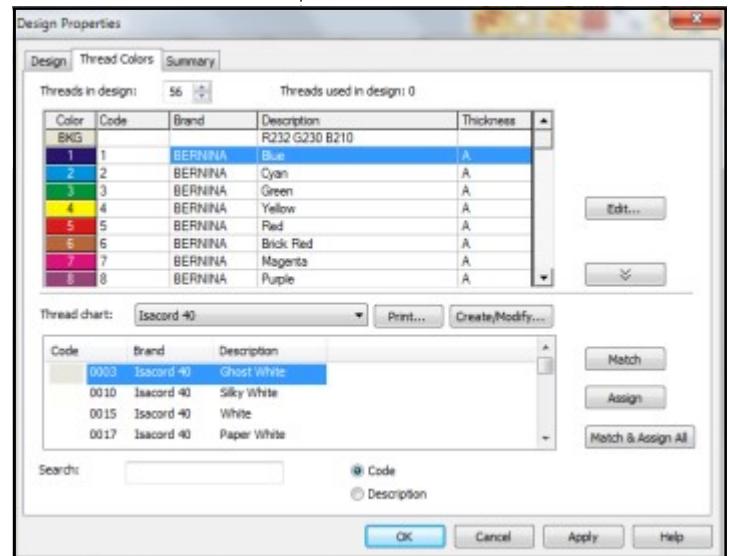 Design Properties
Design Thread Colors Summary
Threads in design: 56 Threads used in design: 0
Color Code Brand Description Thickness
BKG R232 G230 B210
1 1 BERNINA Blue A
2 2 BERNINA Cyan A
3 3 BERNINA Green A
4 4 BERNINA Yellow A
5 5 BERNINA Red A
6 6 BERNINA Brick Red A
7 7 BERNINA Magenta A
8 8 BERNINA Purple A
Edit...
Thread chart: Isacord 40 Print... Create/Modify...
Code Brand Description
0003 Isacord 40 Ghost White
0010 Isacord 40 Silky White
0015 Isacord 40 White
0017 Isacord 40 Paper White
Match
Assign
Match & Assign All
Search: Code
Description
OK Cancel Apply Help